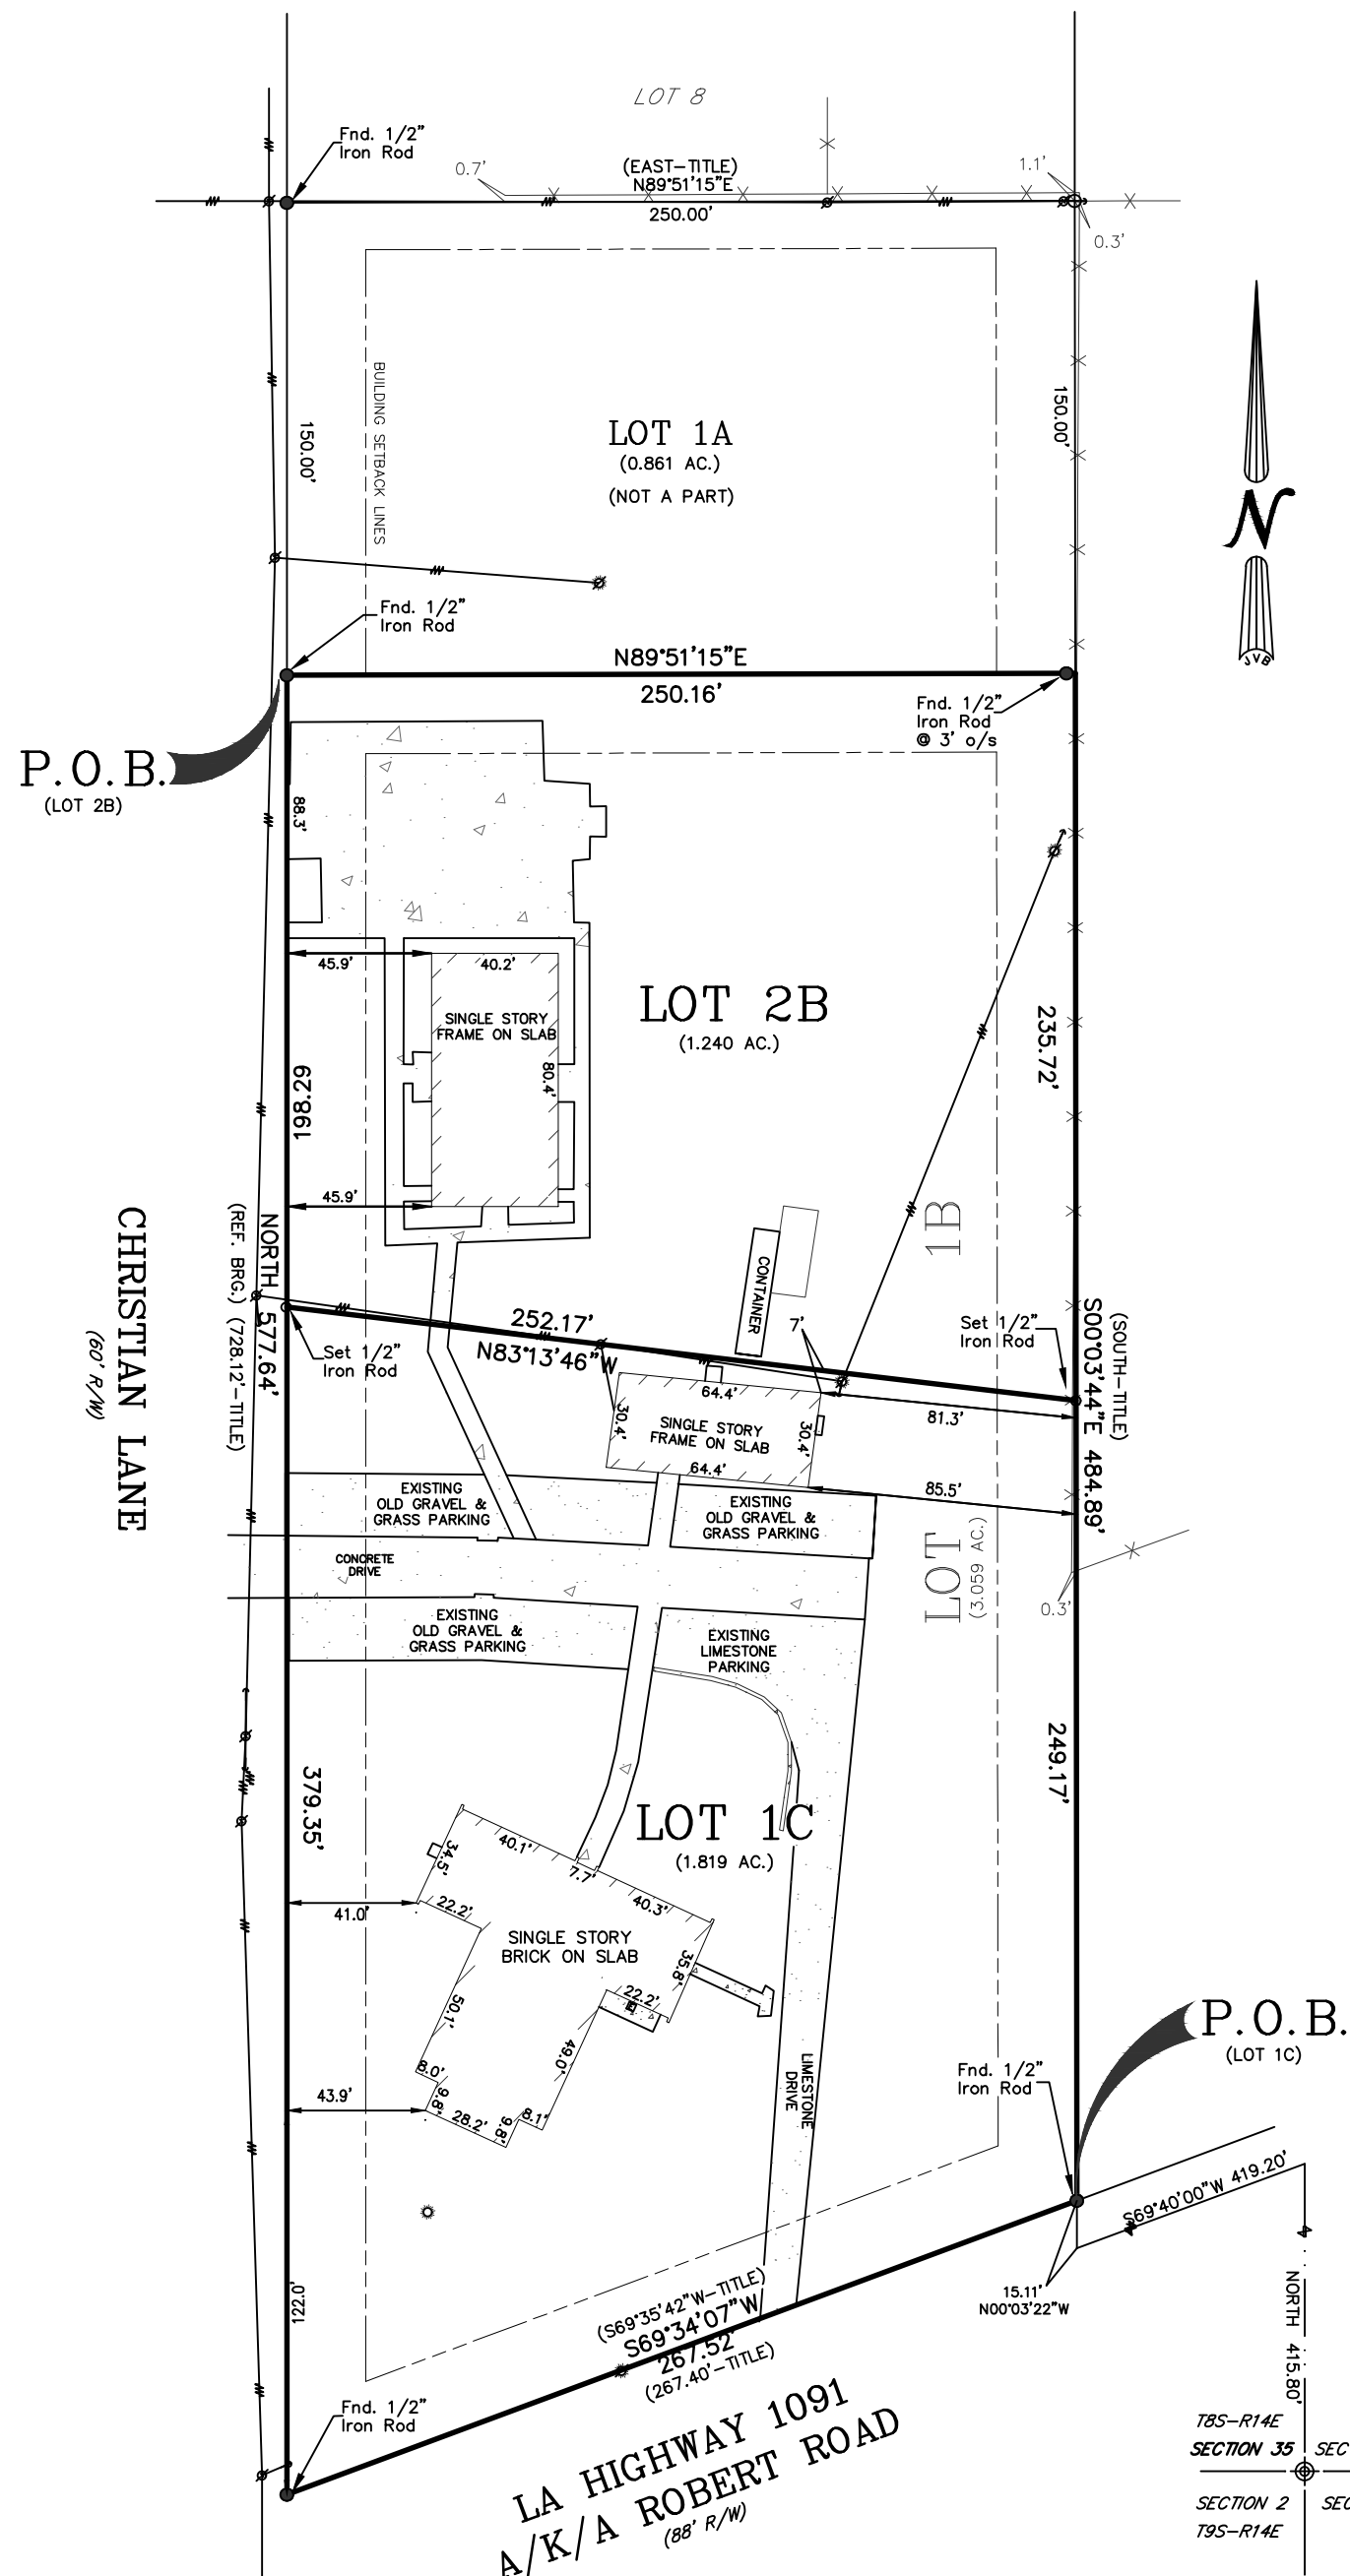 LOT 8
Fnd. 1/2"
Iron Rod
0.7'
(EAST-TITLE)
N89°51'15"E
250.00'
1.1'
0.3'
150.00'
BUILDING SETBACK LINES
LOT 1A
(0.861 AC.)
(NOT A PART)
150.00'
N
JVB
Fnd. 1/2"
Iron Rod
N89°51'15"E
250.16'
Fnd. 1/2"
Iron Rod
@ 3' o/s
P.O.B.
(LOT 2B)
88.3'
45.9'
40.2'
SINGLE STORY
FRAME ON SLAB
80.4'
LOT 2B
(1.240 AC.)
235.72'
198.29
45.9'
CHRISTIAN LANE
(60' R/W)
NORTH 577.64'
(REF. BRG.) (728.12'-TITLE)
CONTAINER
7'
252.17'
N83°13'46"W
Set 1/2"
Iron Rod
Set 1/2"
Iron Rod
(SOUTH-TITLE)
S00°03'44"E 484.89'
LOT 1B
(3.059 AC.)
64.4'
30.4'
SINGLE STORY
FRAME ON SLAB
30.4'
64.4'
81.3'
85.5'
EXISTING
OLD GRAVEL &
GRASS PARKING
EXISTING
OLD GRAVEL &
GRASS PARKING
CONCRETE
DRIVE
EXISTING
OLD GRAVEL &
GRASS PARKING
EXISTING
LIMESTONE
PARKING
0.3'
249.17'
379.35'
LOT 1C
(1.819 AC.)
40.1'
34.5'
7.7'
40.3'
22.2'
41.0'
SINGLE STORY
BRICK ON SLAB
35.8'
22.2'
50.1'
49.0'
8.0'
9.8'
28.2'
9.8'
8.1'
43.9'
LIMESTONE
DRIVE
P.O.B.
(LOT 1C)
Fnd. 1/2"
Iron Rod
S69°40'00"W 419.20'
15.11'
N00°03'22"W
NORTH 415.80'
122.0'
(S69°35'42"W-TITLE)
S69°34'07"W
267.52'
(267.40'-TITLE)
Fnd. 1/2"
Iron Rod
LA HIGHWAY 1091
A/K/A ROBERT ROAD
(88' R/W)
T8S-R14E
SECTION 35 SEC
SECTION 2 SEC
T9S-R14E